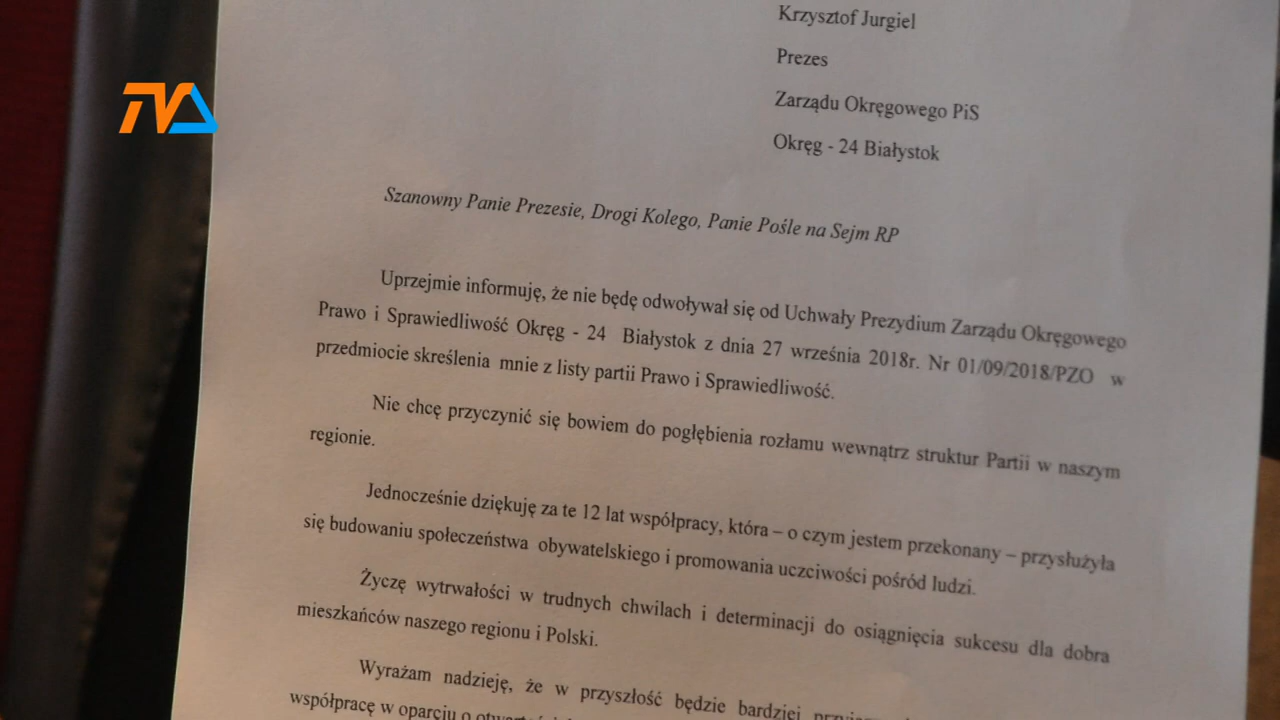 TVA
Krzysztof Jurgiel
Prezes
Zarządu Okręgowego PiS
Okręg - 24 Białystok
Szanowny Panie Prezesie, Drogi Kolego, Panie Pośle na Sejm RP
Uprzejmie informuję, że nie będę odwoływał się od Uchwały Prezydium Zarządu Okręgowego
Prawo i Sprawiedliwość Okręg - 24 Białystok z dnia 27 września 2018r. Nr 01/09/2018/PZO w
przedmiocie skreślenia mnie z listy partii Prawo i Sprawiedliwość.
Nie chcę przyczynić się bowiem do pogłębienia rozłamu wewnątrz struktur Partii w naszym
regionie.
Jednocześnie dziękuję za te 12 lat współpracy, która – o czym jestem przekonany – przysłużyła
się budowaniu społeczeństwa obywatelskiego i promowania uczciwości pośród ludzi.
Życzę wytrwałości w trudnych chwilach i determinacji do osiągnięcia sukcesu dla dobra
mieszkańców naszego regionu i Polski.
Wyrażam nadzieję, że w przyszłość będzie bardziej
współpracę w oparciu o